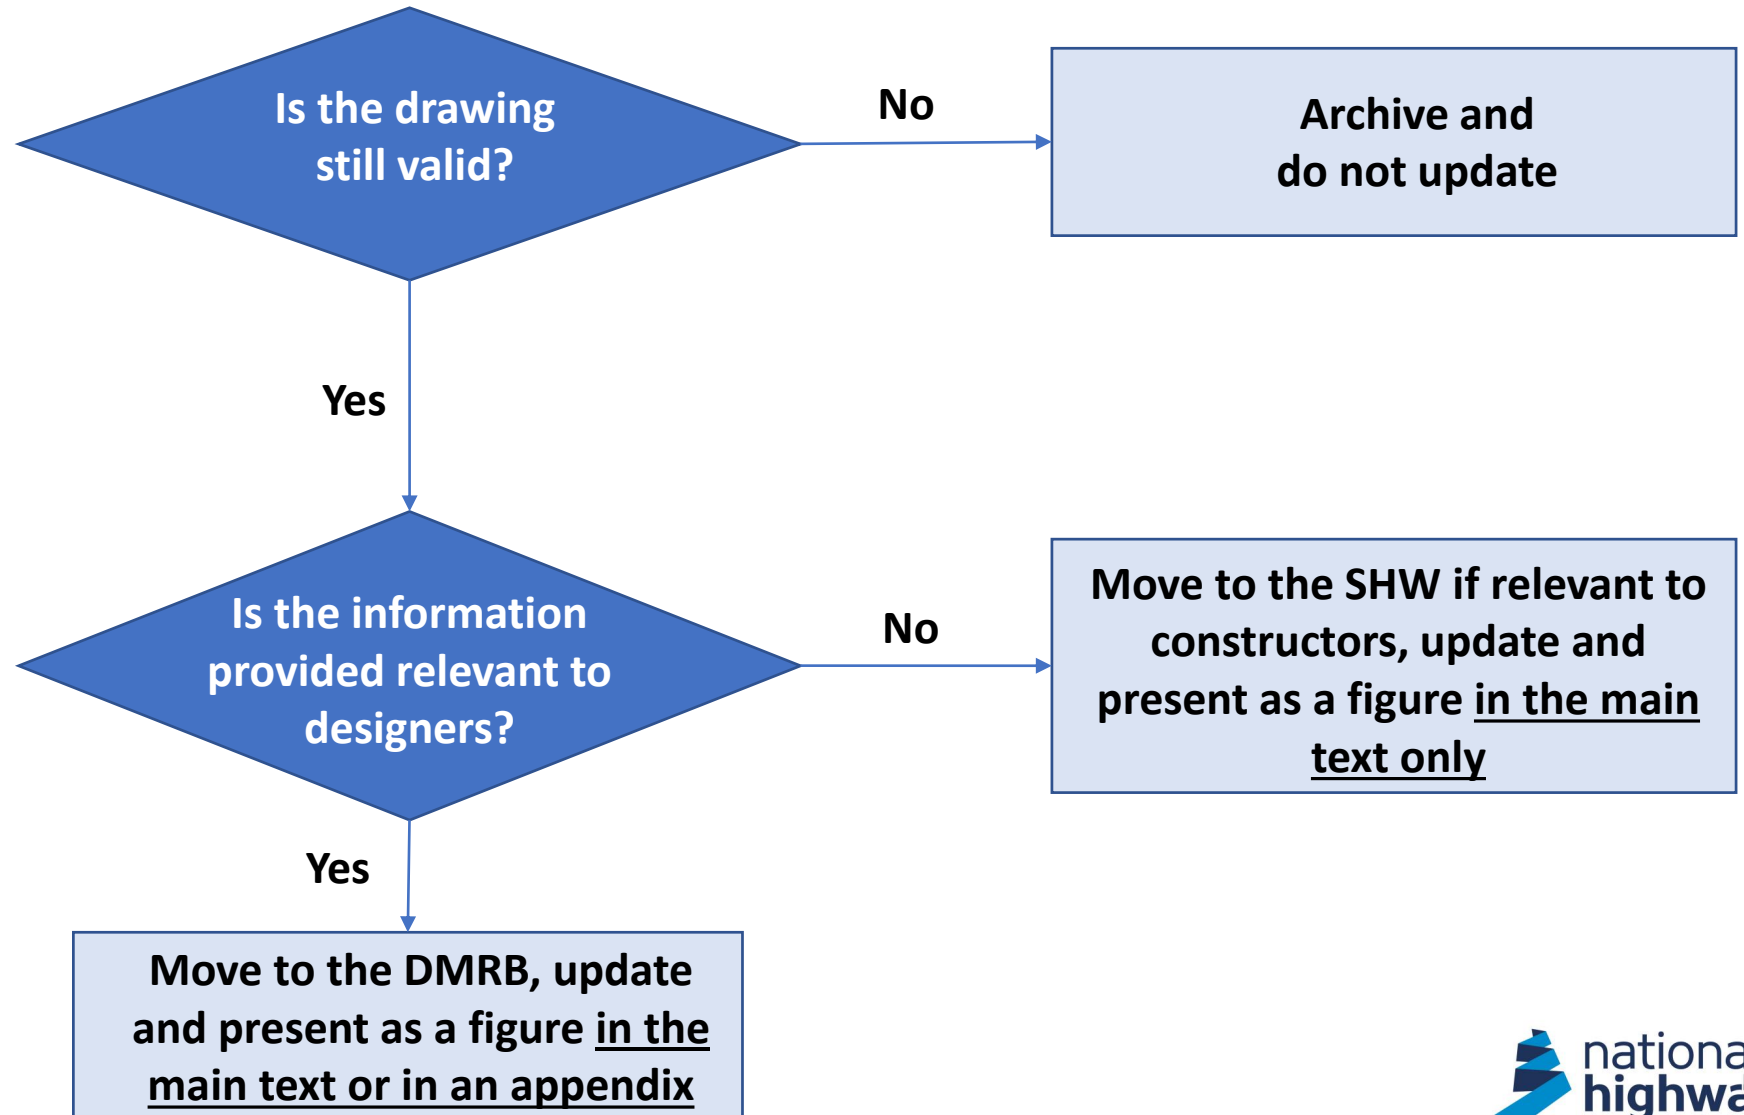 Is the drawing
still valid?
No
Archive and
do not update
Yes
Is the information
provided relevant to
designers?
No
Move to the SHW if relevant to
constructors, update and
present as a figure in the main
text only
Yes
Move to the DMRB, update
and present as a figure in the
main text or in an appendix